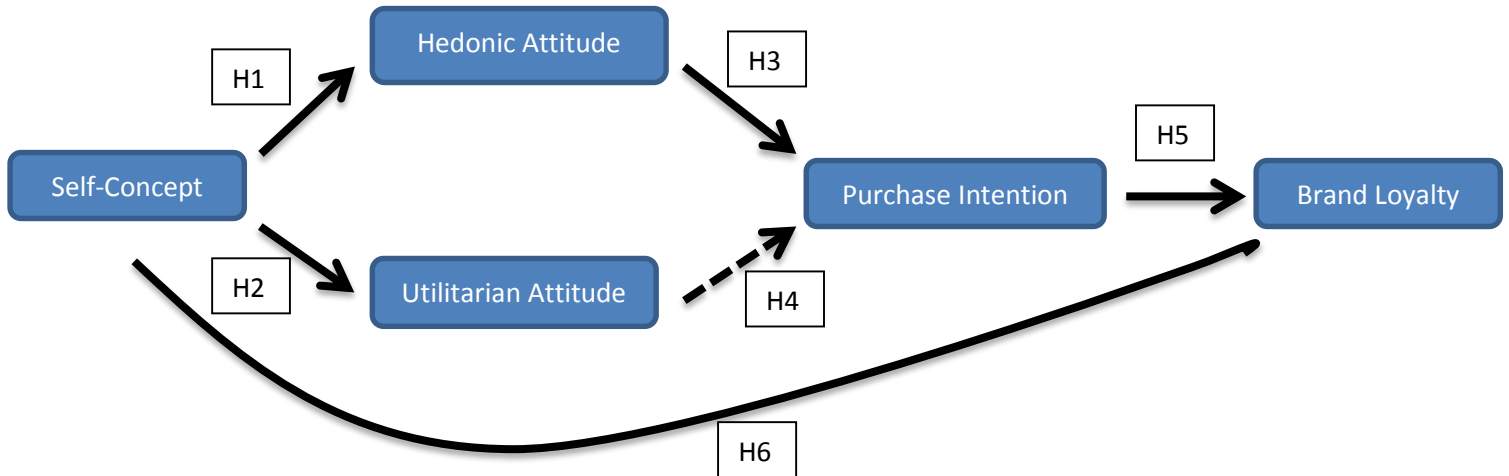 Hedonic Attitude
H1
H3
H5
Self-Concept
Purchase Intention
Brand Loyalty
H2
Utilitarian Attitude
H4
H6